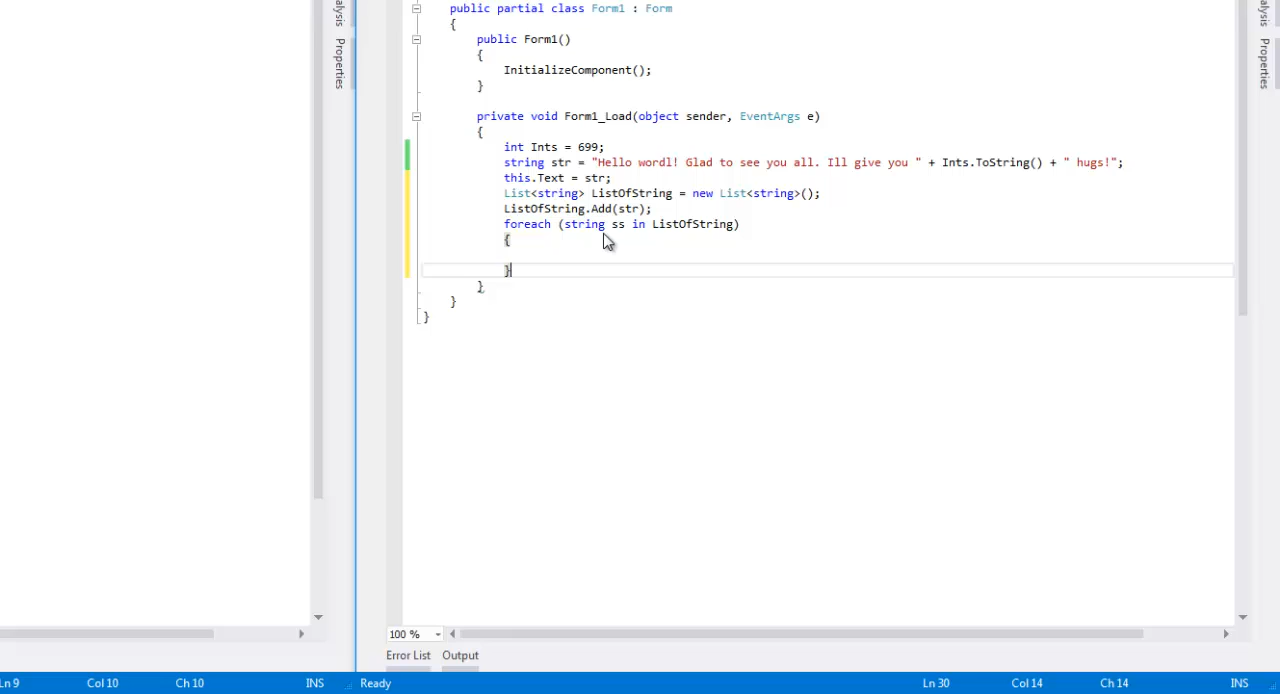 alysis
Properties
public partial class Form1 : Form
{
public Form1()
{
InitializeComponent();
}
private void Form1_Load(object sender, EventArgs e)
{
int Ints = 699;
string str = "Hello wordl! Glad to see you all. Ill give you " + Ints.ToString() + " hugs!";
this.Text = str;
List<string> ListOfString = new List<string>();
ListOfString.Add(str);
foreach (string ss in ListOfString)
{
}
}
}
}
alysis
Properties
100 %
Error List Output
Ln 9 Col 10 Ch 10 INS
Ready Ln 30 Col 14 Ch 14 INS